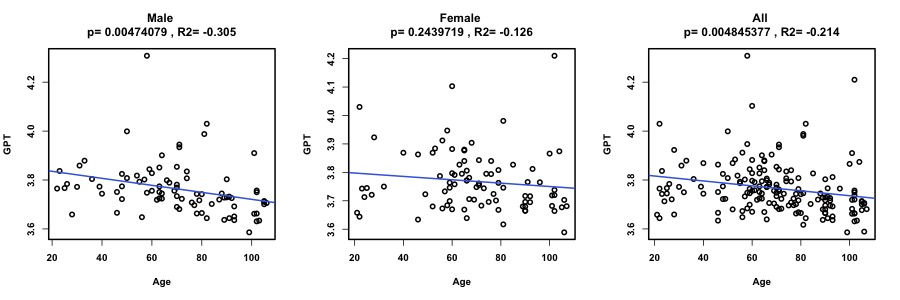 Male
p= 0.00474079 , R2= -0.305
GPT
4.2
4.0
3.8
3.6
20 40 60 80 100
Age
Female
p= 0.2439719 , R2= -0.126
GPT
4.2
4.1
4.0
3.9
3.8
3.7
3.6
20 40 60 80 100
Age
All
p= 0.004845377 , R2= -0.214
GPT
4.2
4.0
3.8
3.6
20 40 60 80 100
Age